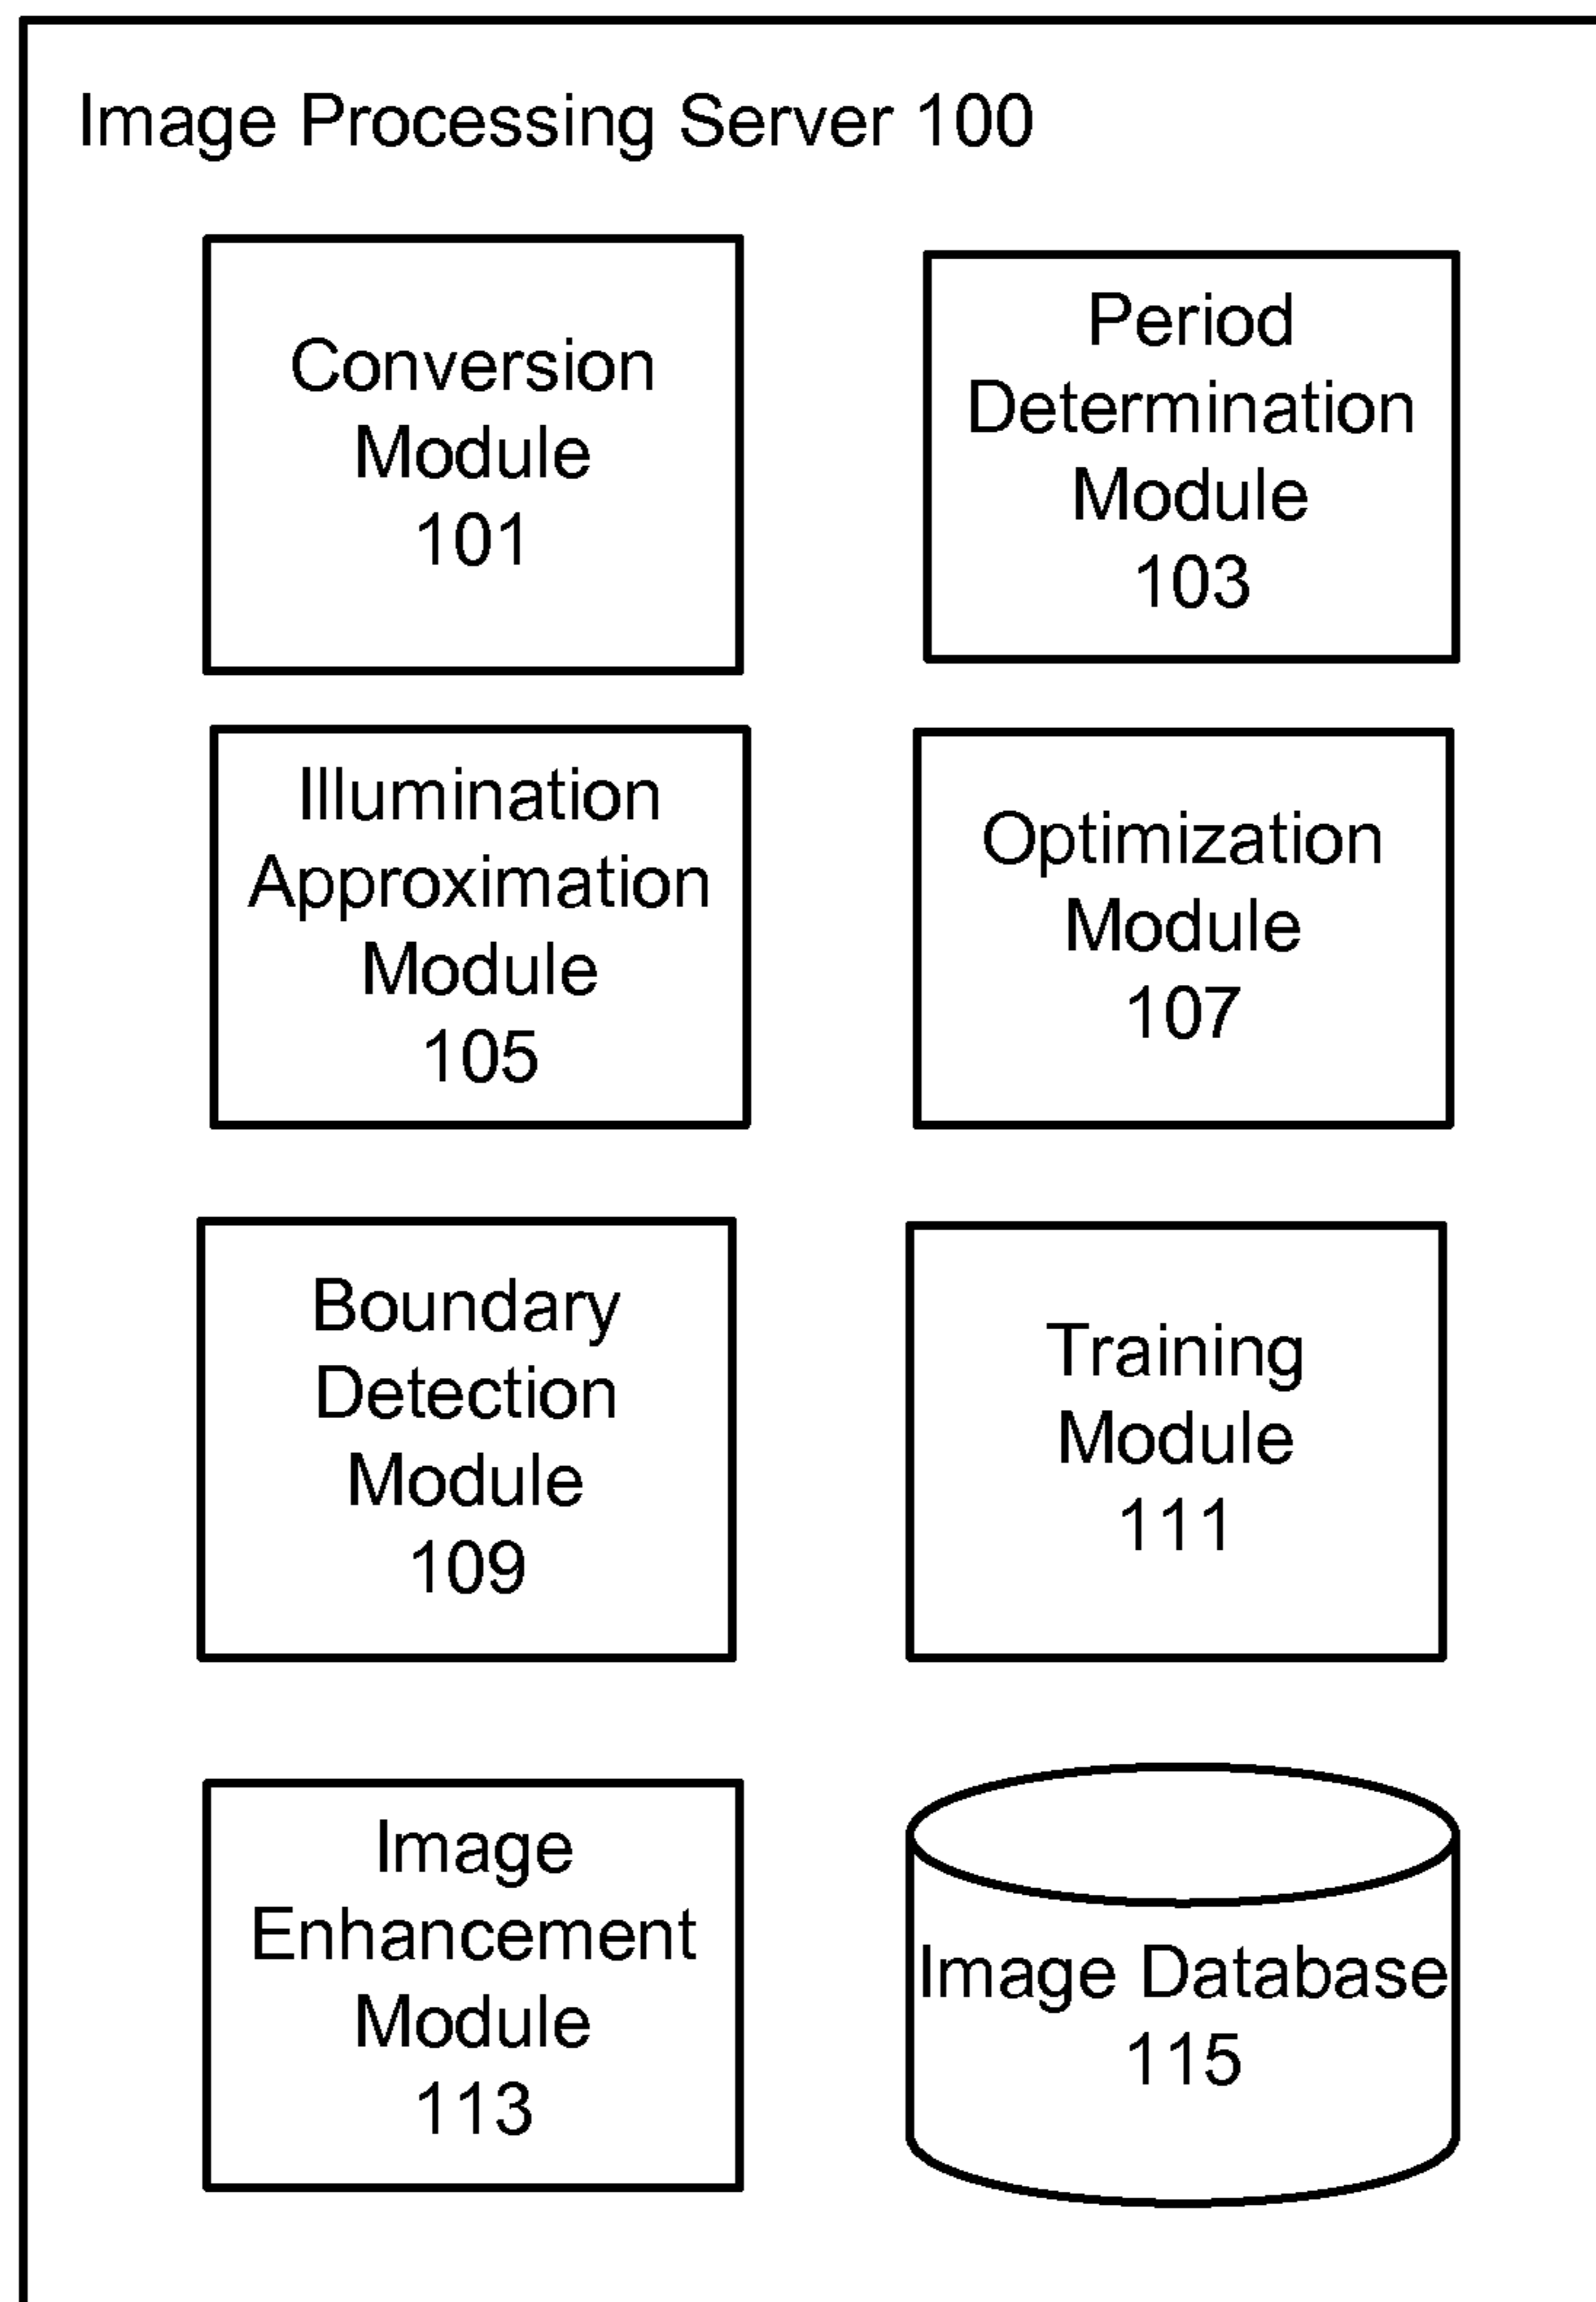 Image Processing Server 100
Conversion
Module
101
Period
Determination
Module
103
Illumination
Approximation
Module
105
Optimization
Module
107
Boundary
Detection
Module
109
Training
Module
111
Image
Enhancement
Module
113
Image Database
115